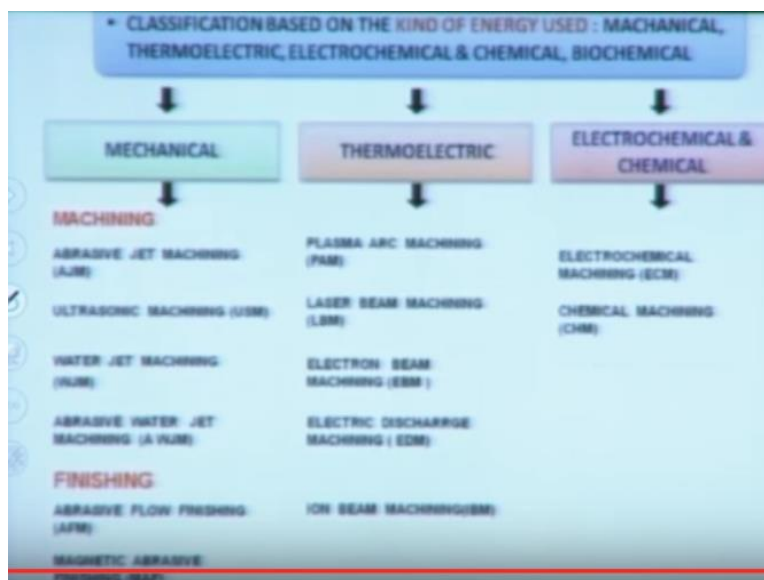 • CLASSIFICATION BASED ON THE KIND OF ENERGY USED : MACHANICAL,
THERMOELECTRIC, ELECTROCHEMICAL & CHEMICAL, BIOCHEMICAL
MECHANICAL
MACHINING
ABRASIVE JET MACHINING
(AJM)
ULTRASONIC MACHINING (USM)
WATER JET MACHINING
(WJM)
ABRASIVE WATER JET
MACHINING (A WJM)
FINISHING
ABRASIVE FLOW FINISHING
(AFM)
MAGNETIC ABRASIVE
FINISHING (MAF)
THERMOELECTRIC
PLASMA ARC MACHINING
(PAM)
LASER BEAM MACHINING
(LBM)
ELECTRON BEAM
MACHINING (EBM )
ELECTRIC DISCHARRGE
MACHINING ( EDM)
ION BEAM MACHINING(IBM)
ELECTROCHEMICAL &
CHEMICAL
ELECTROCHEMICAL
MACHINING (ECM)
CHEMICAL MACHINING
(CHM)